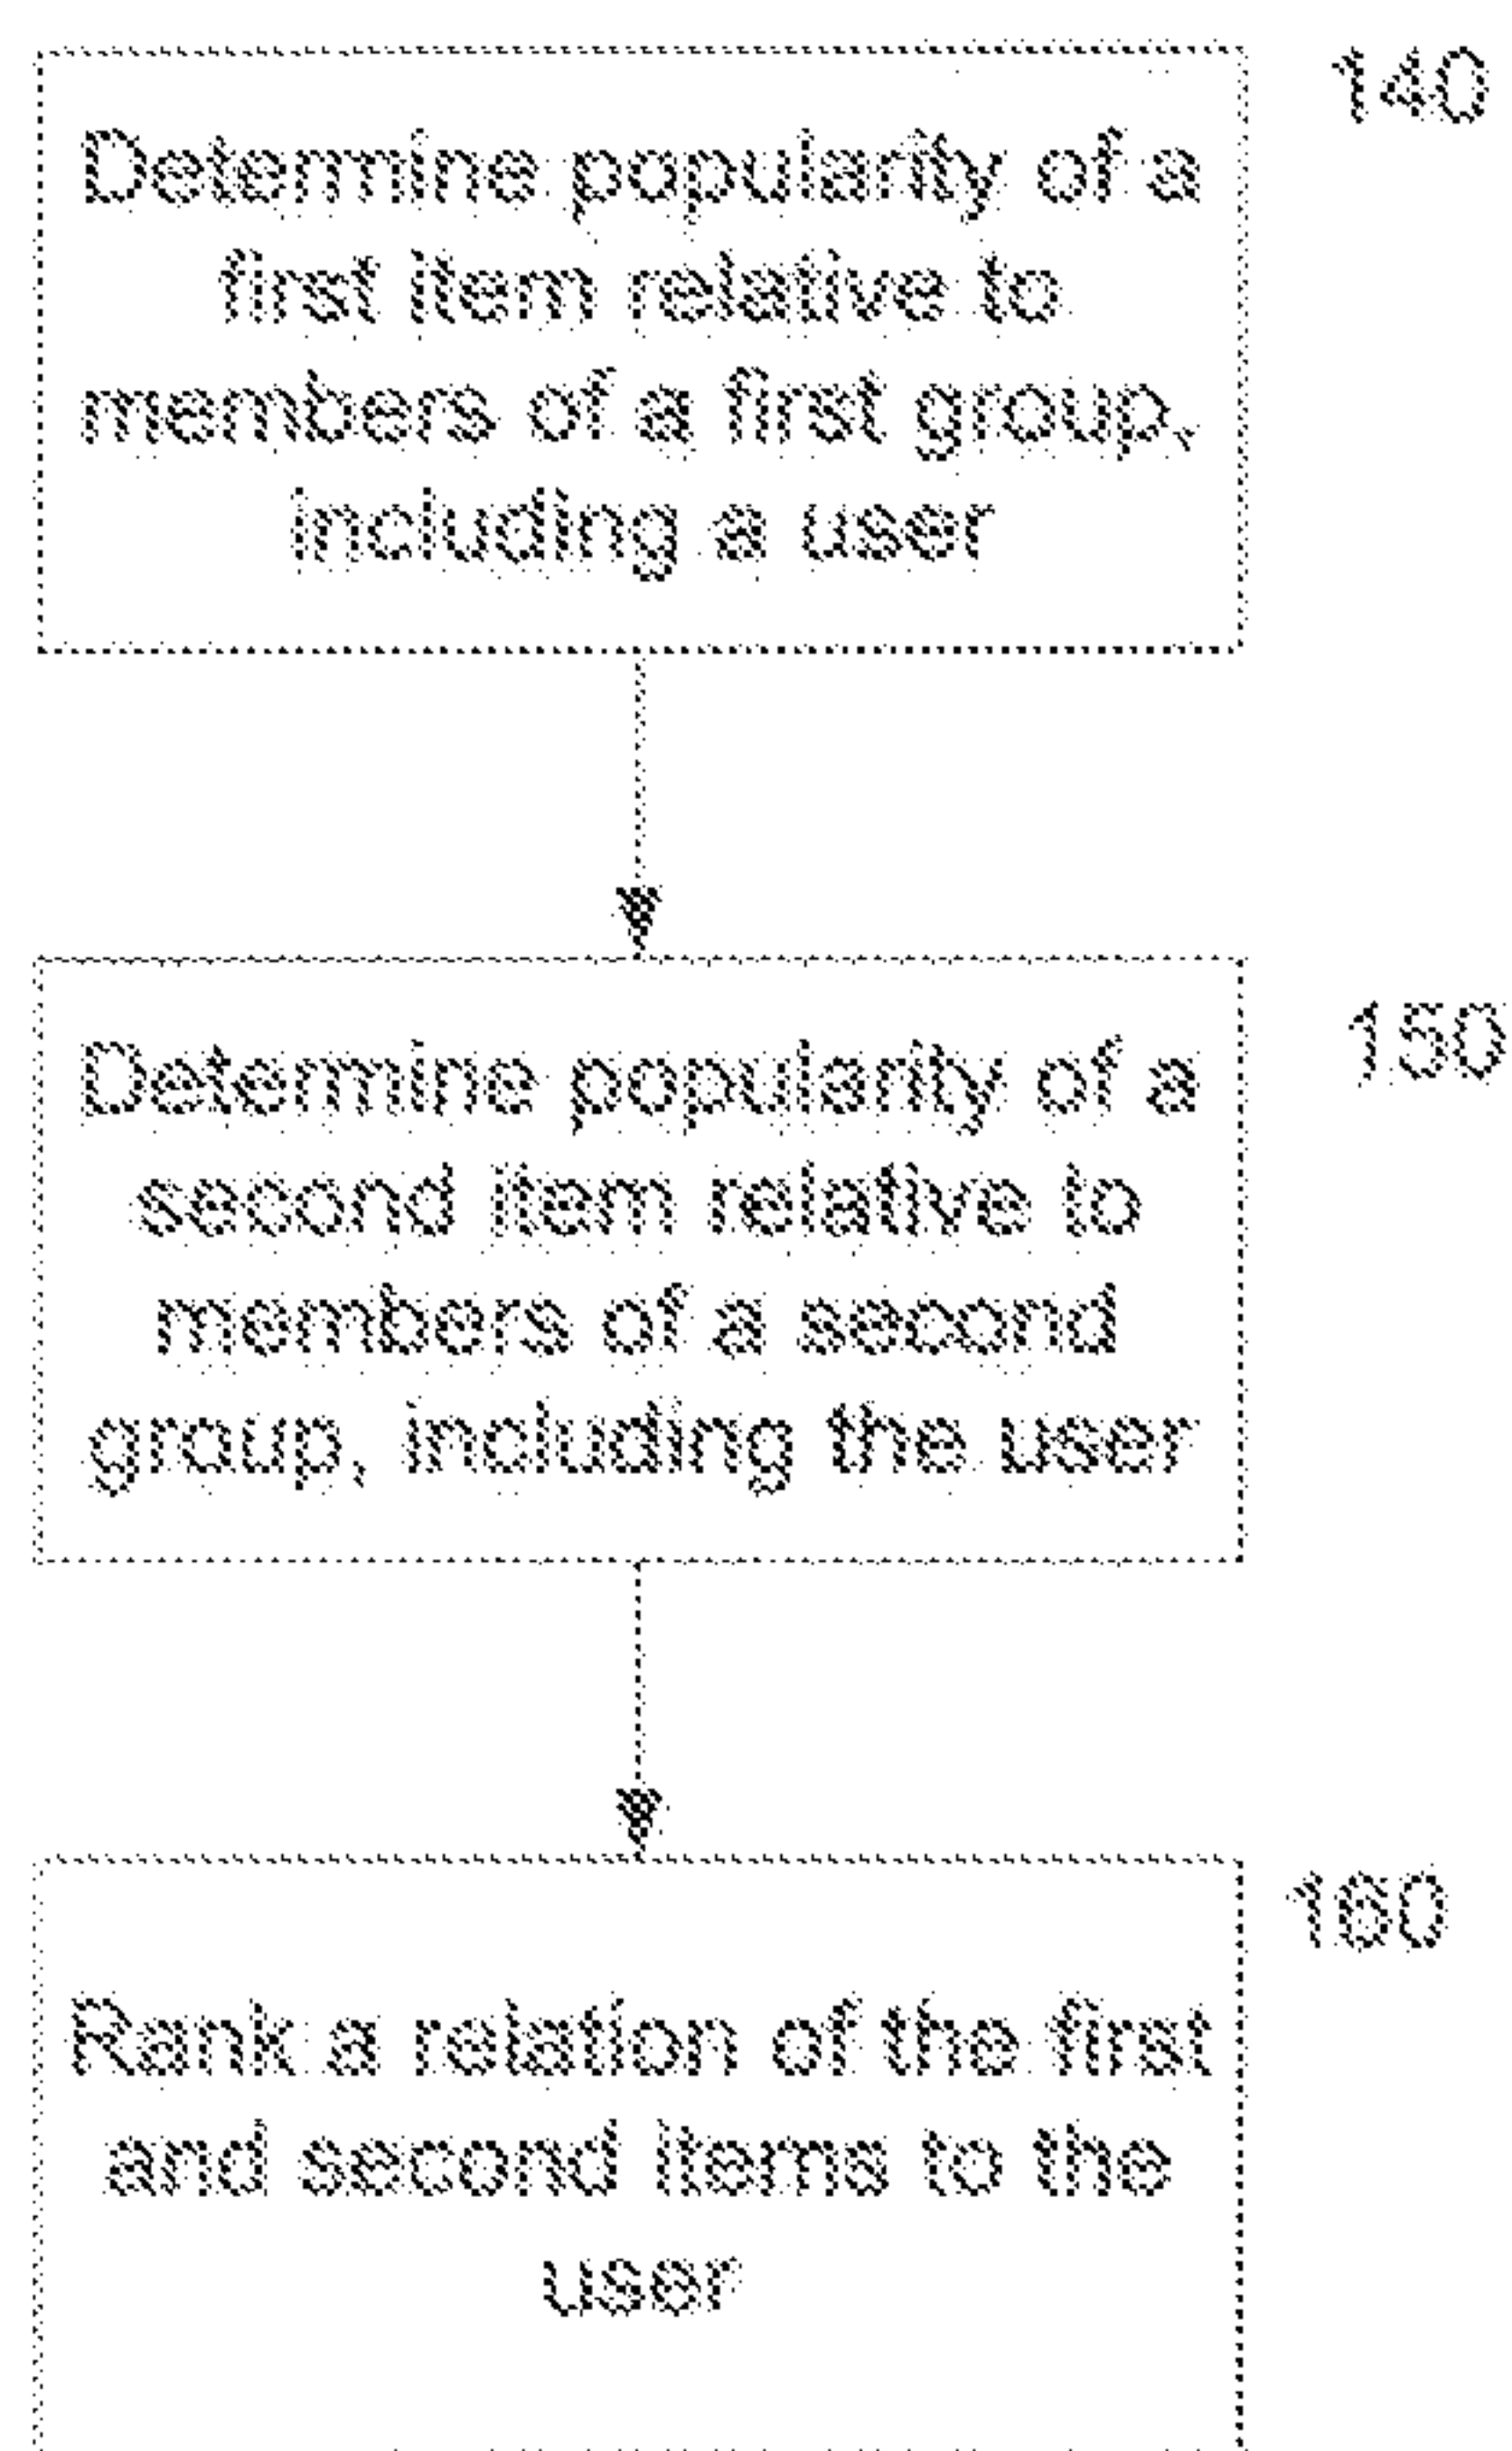 140
Determine popularity of a
first item relative to
members of a first group,
including a user
150
Determine popularity of a
second item relative to
members of a second
group, including the user
160
Rank a relation of the first
and second items to the
user